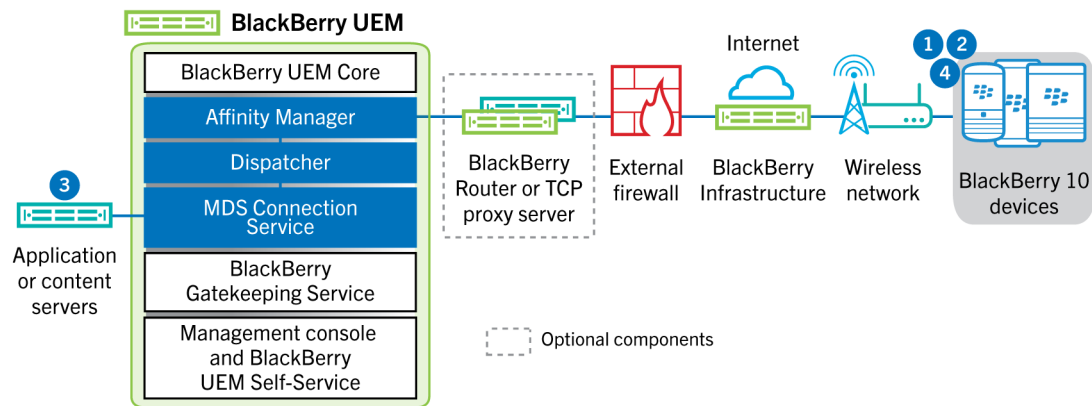 BlackBerry UEM
BlackBerry UEM Core
Affinity Manager
Dispatcher
MDS Connection
Service
BlackBerry
Gatekeeping Service
Management console
and BlackBerry
UEM Self-Service
3
Application
or content
servers
BlackBerry
Router or TCP
proxy server
External
firewall
Internet
BlackBerry
Infrastructure
Wireless
network
1 2
4
BlackBerry 10
devices
Optional components